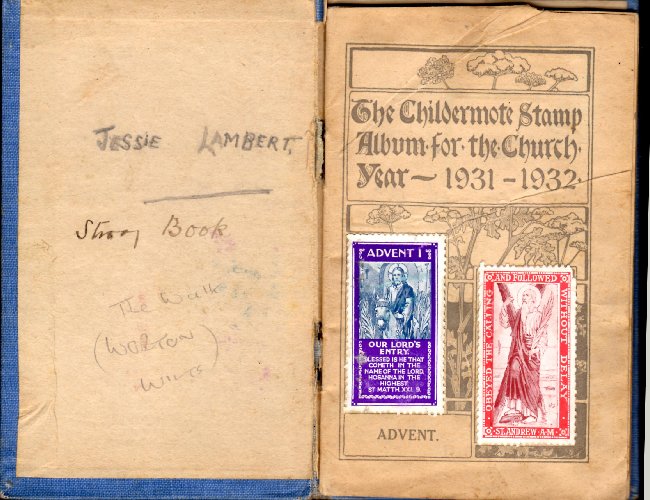 JESSIE LAMBERT.
Story Book
The Walk
(WORTON)
WILTS
The Childermote Stamp
Album·for·the·Church·
Year — 1931-1932·
ADVENT I
OUR LORD'S
ENTRY.
BLESSED IS HE THAT
COMETH IN THE
NAME OF THE LORD.
HOSANNA IN THE
HIGHEST
ST MATTH. XXI. 9.
OBEYED THE CALLING
AND FOLLOWED
WITHOUT DELAY
ST. ANDREW A·M·
ADVENT.